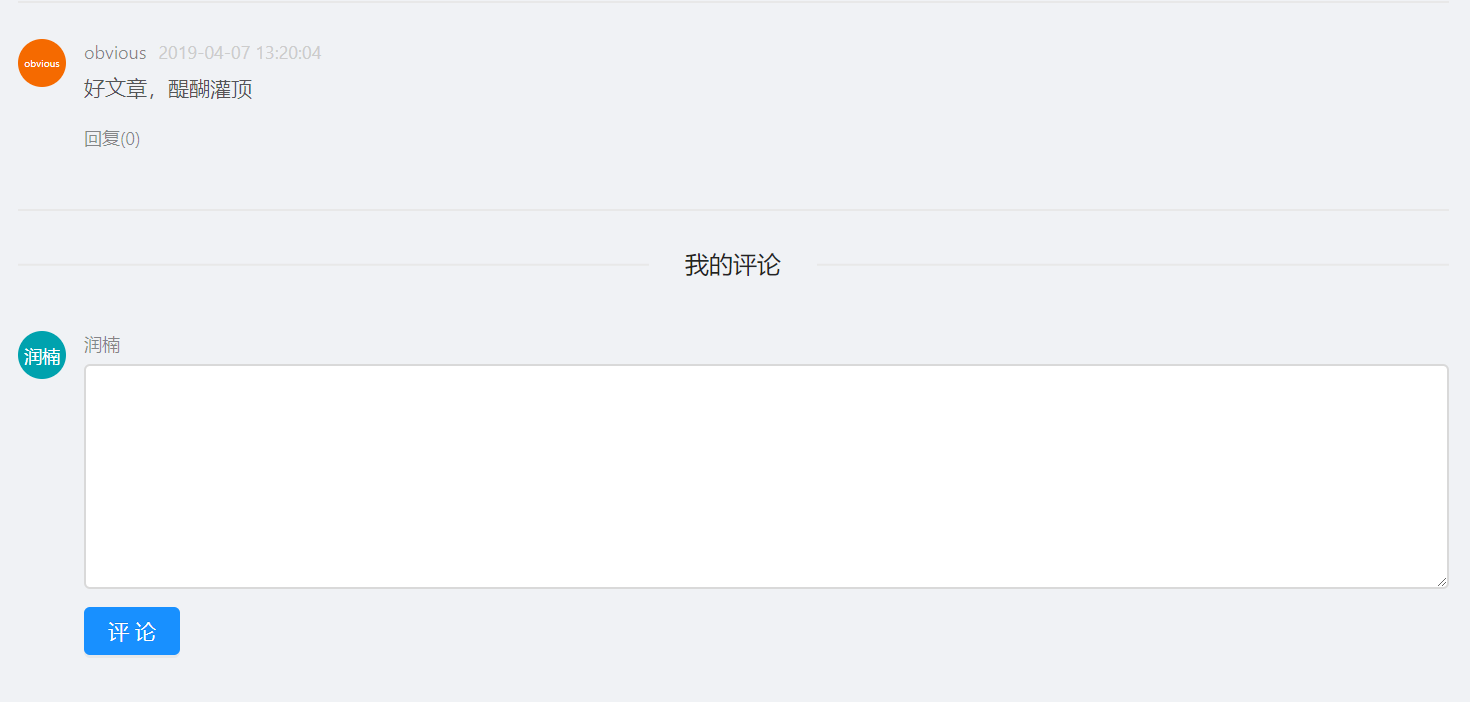 obvious
obvious 2019-04-07 13:20:04
好文章，醍醐灌顶
回复(0)
我的评论
润楠
润楠
评 论